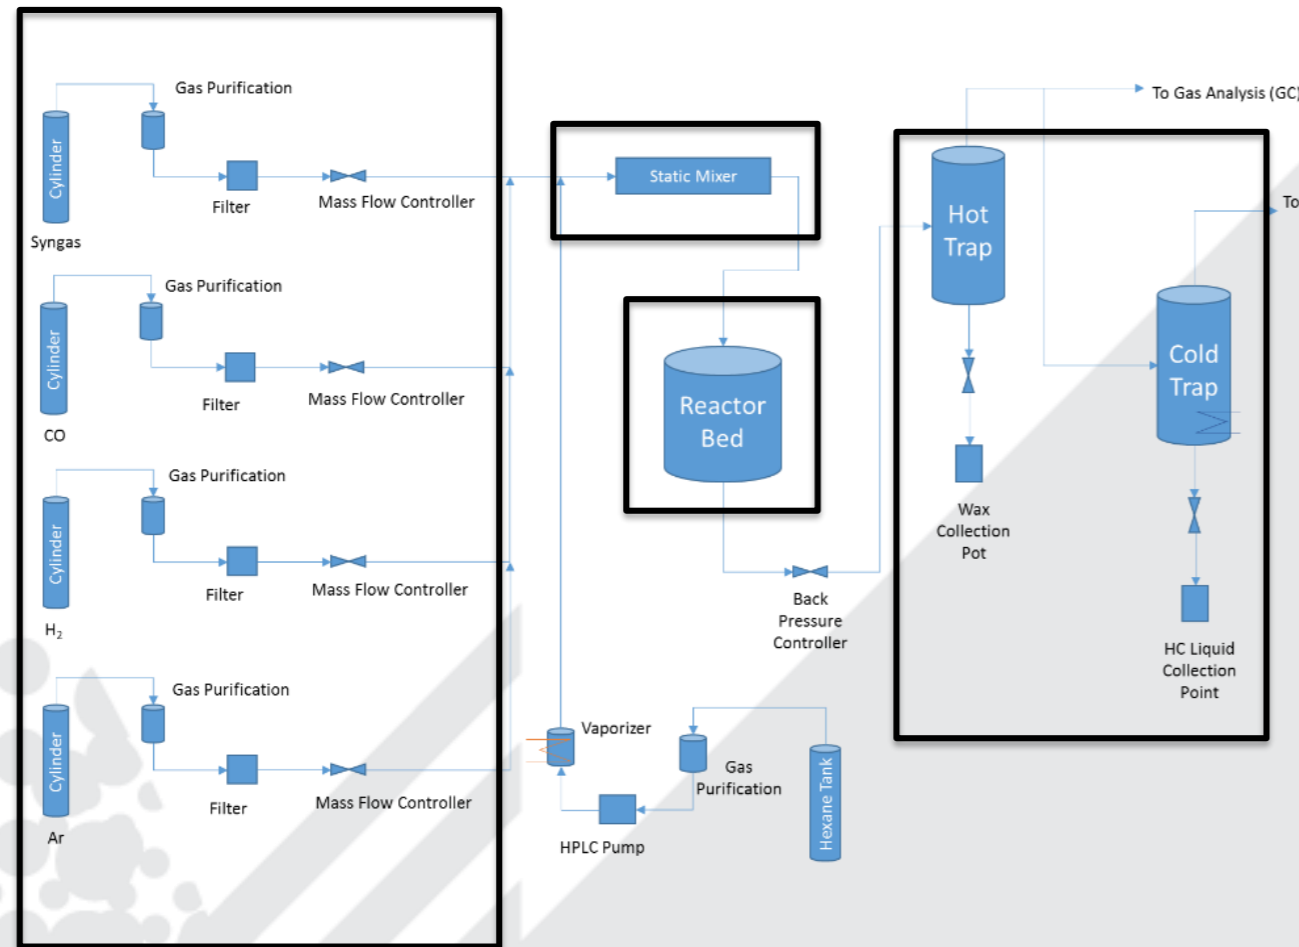 Gas Purification
Cylinder
Filter
Mass Flow Controller
Syngas
Gas Purification
Cylinder
Filter
Mass Flow Controller
CO
Gas Purification
Cylinder
Filter
Mass Flow Controller
H₂
Gas Purification
Cylinder
Filter
Mass Flow Controller
Ar
Static Mixer
Reactor
Bed
Back
Pressure
Controller
Vaporizer
Gas
Purification
Hexane Tank
HPLC Pump
To Gas Analysis (GC)
Hot
Trap
To
Cold
Trap
Wax
Collection
Pot
HC Liquid
Collection
Point